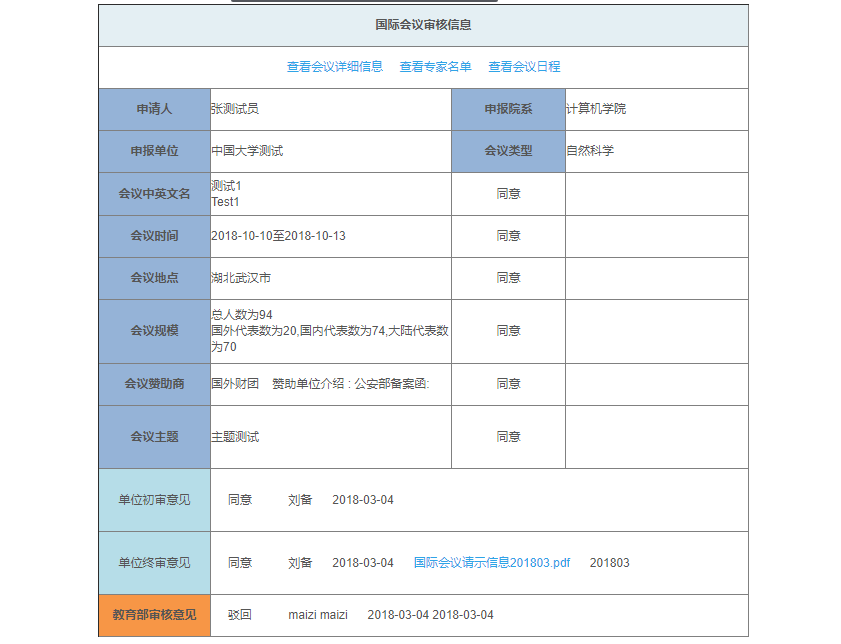 国际会议审核信息
查看会议详细信息 查看专家名单 查看会议日程
申请人 张测试员 申报院系 计算机学院
申报单位 中国大学测试 会议类型 自然科学
会议中英文名 测试1 同意
Test1
会议时间 2018-10-10至2018-10-13 同意
会议地点 湖北武汉市 同意
会议规模 总人数为94 同意
国外代表数为20,国内代表数为74,大陆代表数
为70
会议赞助商 国外财团 赞助单位介绍 : 公安部备案函: 同意
会议主题 主题测试 同意
单位初审意见 同意 刘备 2018-03-04
单位终审意见 同意 刘备 2018-03-04 国际会议请示信息201803.pdf 201803
教育部审核意见 驳回 maizi maizi 2018-03-04 2018-03-04